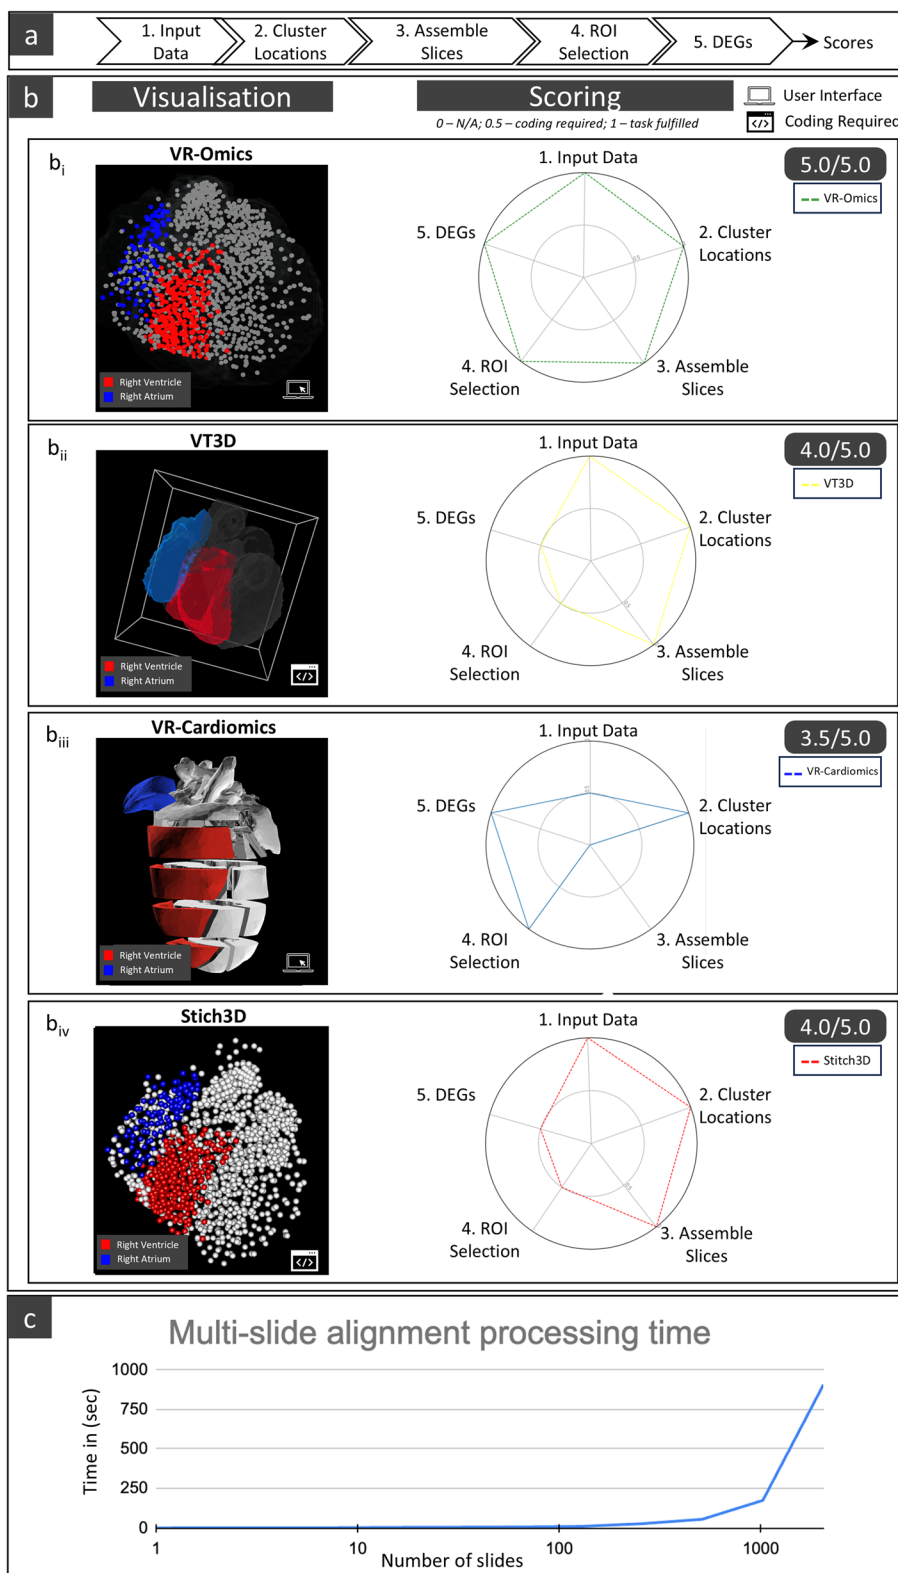 a
1. Input
Data
2. Cluster
Locations
3. Assemble
Slices
4. ROI
Selection
5. DEGs
Scores
b
Visualisation
Scoring
0 – N/A; 0.5 – coding required; 1 – task fulfilled
User Interface
</>
Coding Required
bi
VR-Omics
Right Ventricle
Right Atrium
1. Input Data
2. Cluster
Locations
3. Assemble
Slices
4. ROI
Selection
5. DEGs
0.5
5.0/5.0
VR-Omics
bii
VT3D
Right Ventricle
Right Atrium
</>
1. Input Data
2. Cluster
Locations
3. Assemble
Slices
4. ROI
Selection
5. DEGs
0.5
4.0/5.0
VT3D
biii
VR-Cardiomics
Right Ventricle
Right Atrium
1. Input Data
2. Cluster
Locations
3. Assemble
Slices
4. ROI
Selection
5. DEGs
0.5
3.5/5.0
VR-Cardiomics
biv
Stich3D
Right Ventricle
Right Atrium
</>
1. Input Data
2. Cluster
Locations
3. Assemble
Slices
4. ROI
Selection
5. DEGs
0.5
4.0/5.0
Stitch3D
c
Multi-slide alignment processing time
Time in (sec)
1000
750
500
250
0
1
10
100
1000
Number of slides